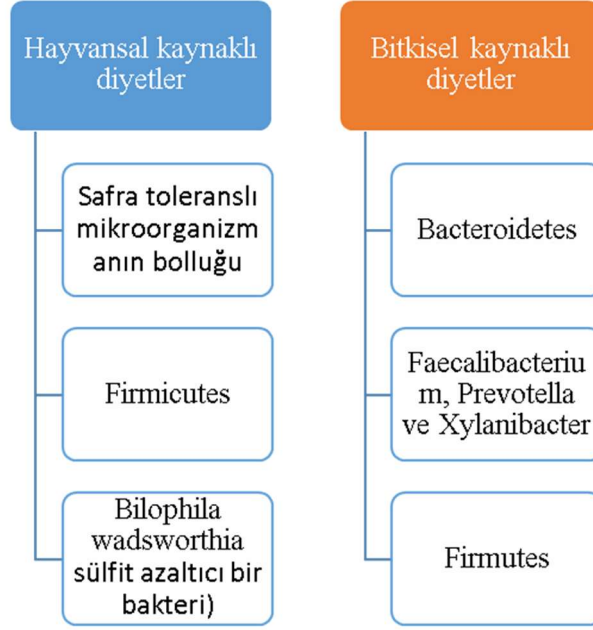 Hayvansal kaynaklı
diyetler
Safra toleranslı
mikroorganizm
anın bolluğu
Firmicutes
Bilophila
wadsworthia
sülfit azaltıcı bir
bakteri)
Bitkisel kaynaklı
diyetler
Bacteroidetes
Faecalibacteriu
m, Prevotella
ve Xylanibacter
Firmutes